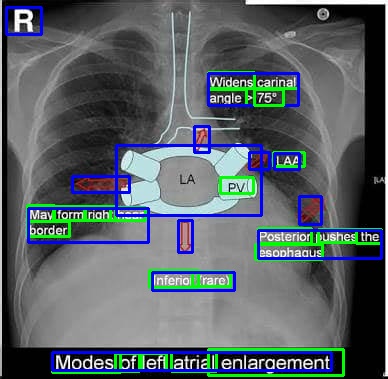 R
Widens carinal
angle > 75°
LA
LAA
PV
May form right heart
border
Posterior pushes the
esophagus
Inferior (rare)
Modes of left atrial enlargement